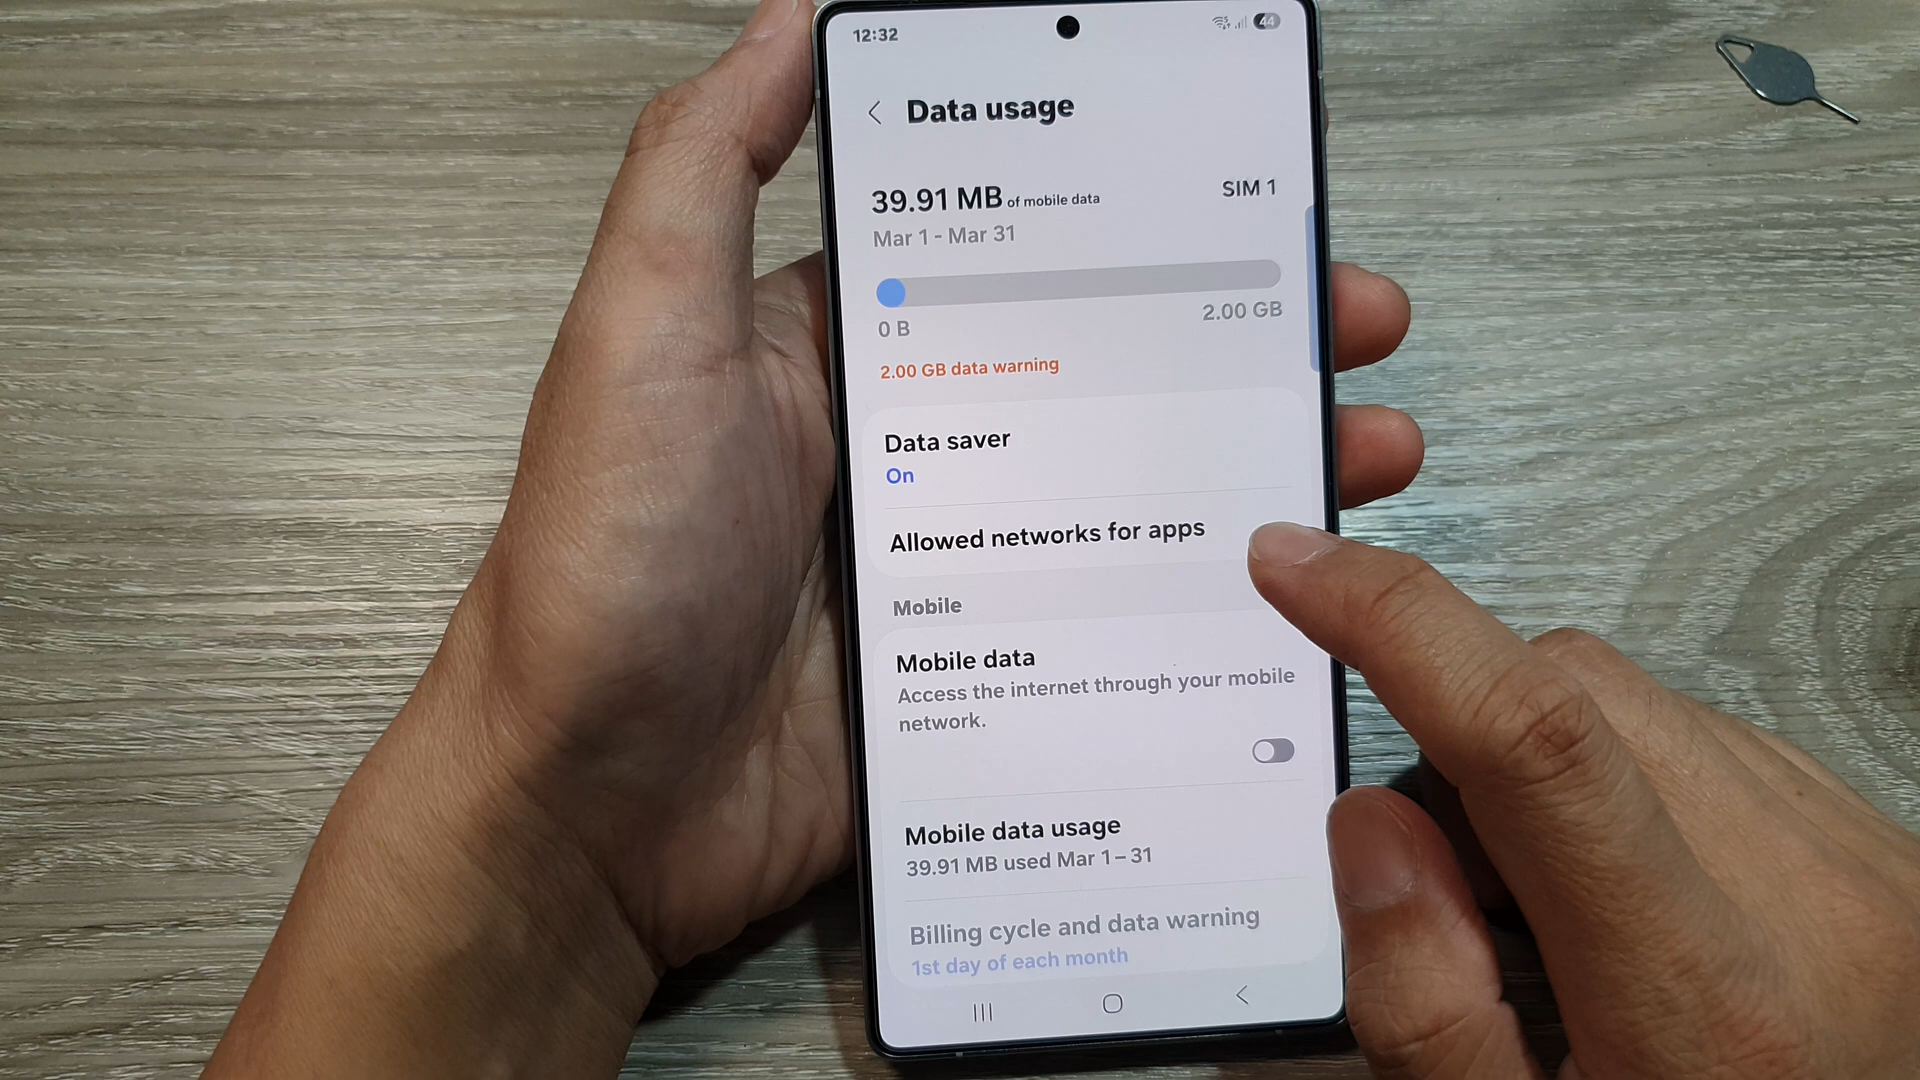 12:32
44
Data usage
39.91 MB of mobile data
SIM 1
Mar 1 - Mar 31
0 B
2.00 GB
2.00 GB data warning
Data saver
On
Allowed networks for apps
Mobile
Mobile data
Access the internet through your mobile
network.
Mobile data usage
39.91 MB used Mar 1–31
Billing cycle and data warning
1st day of each month